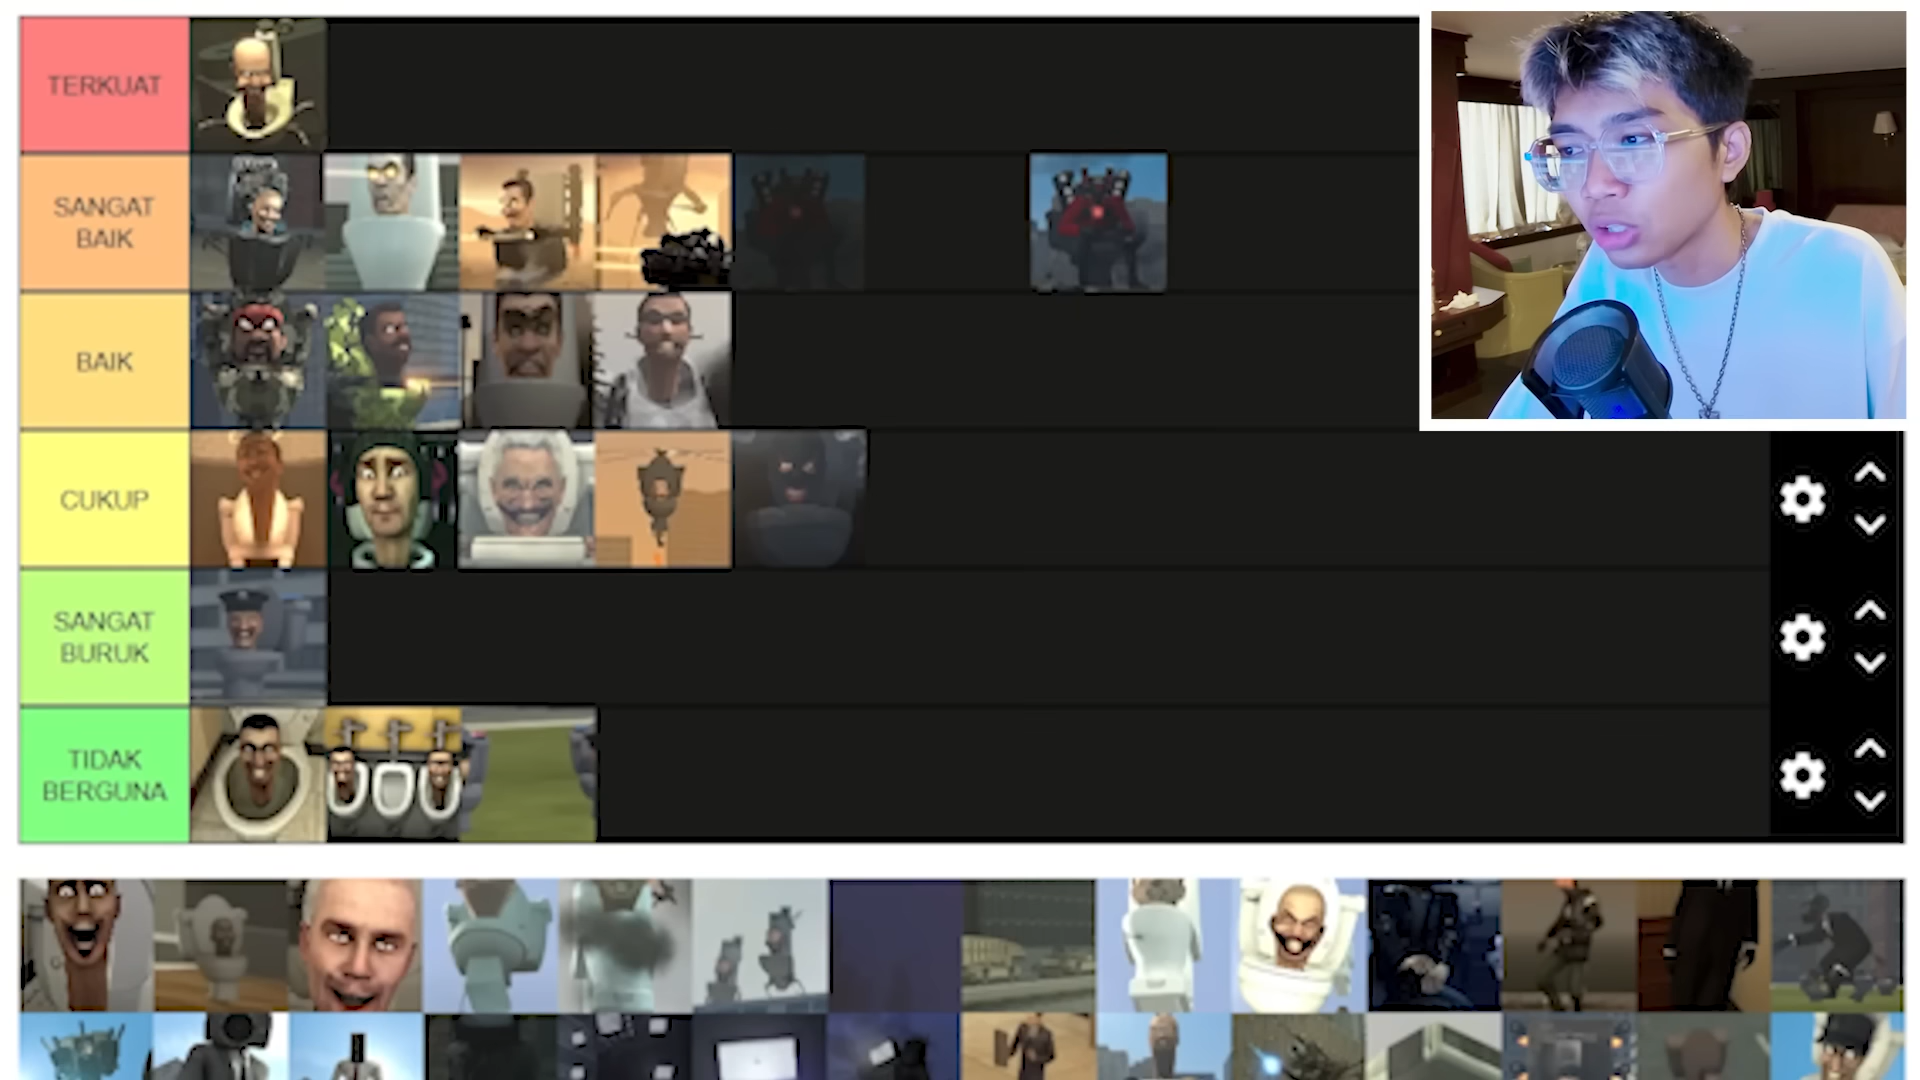 TERKUAT
SANGAT
BAIK
BAIK
CUKUP
SANGAT
BURUK
TIDAK
BERGUNA